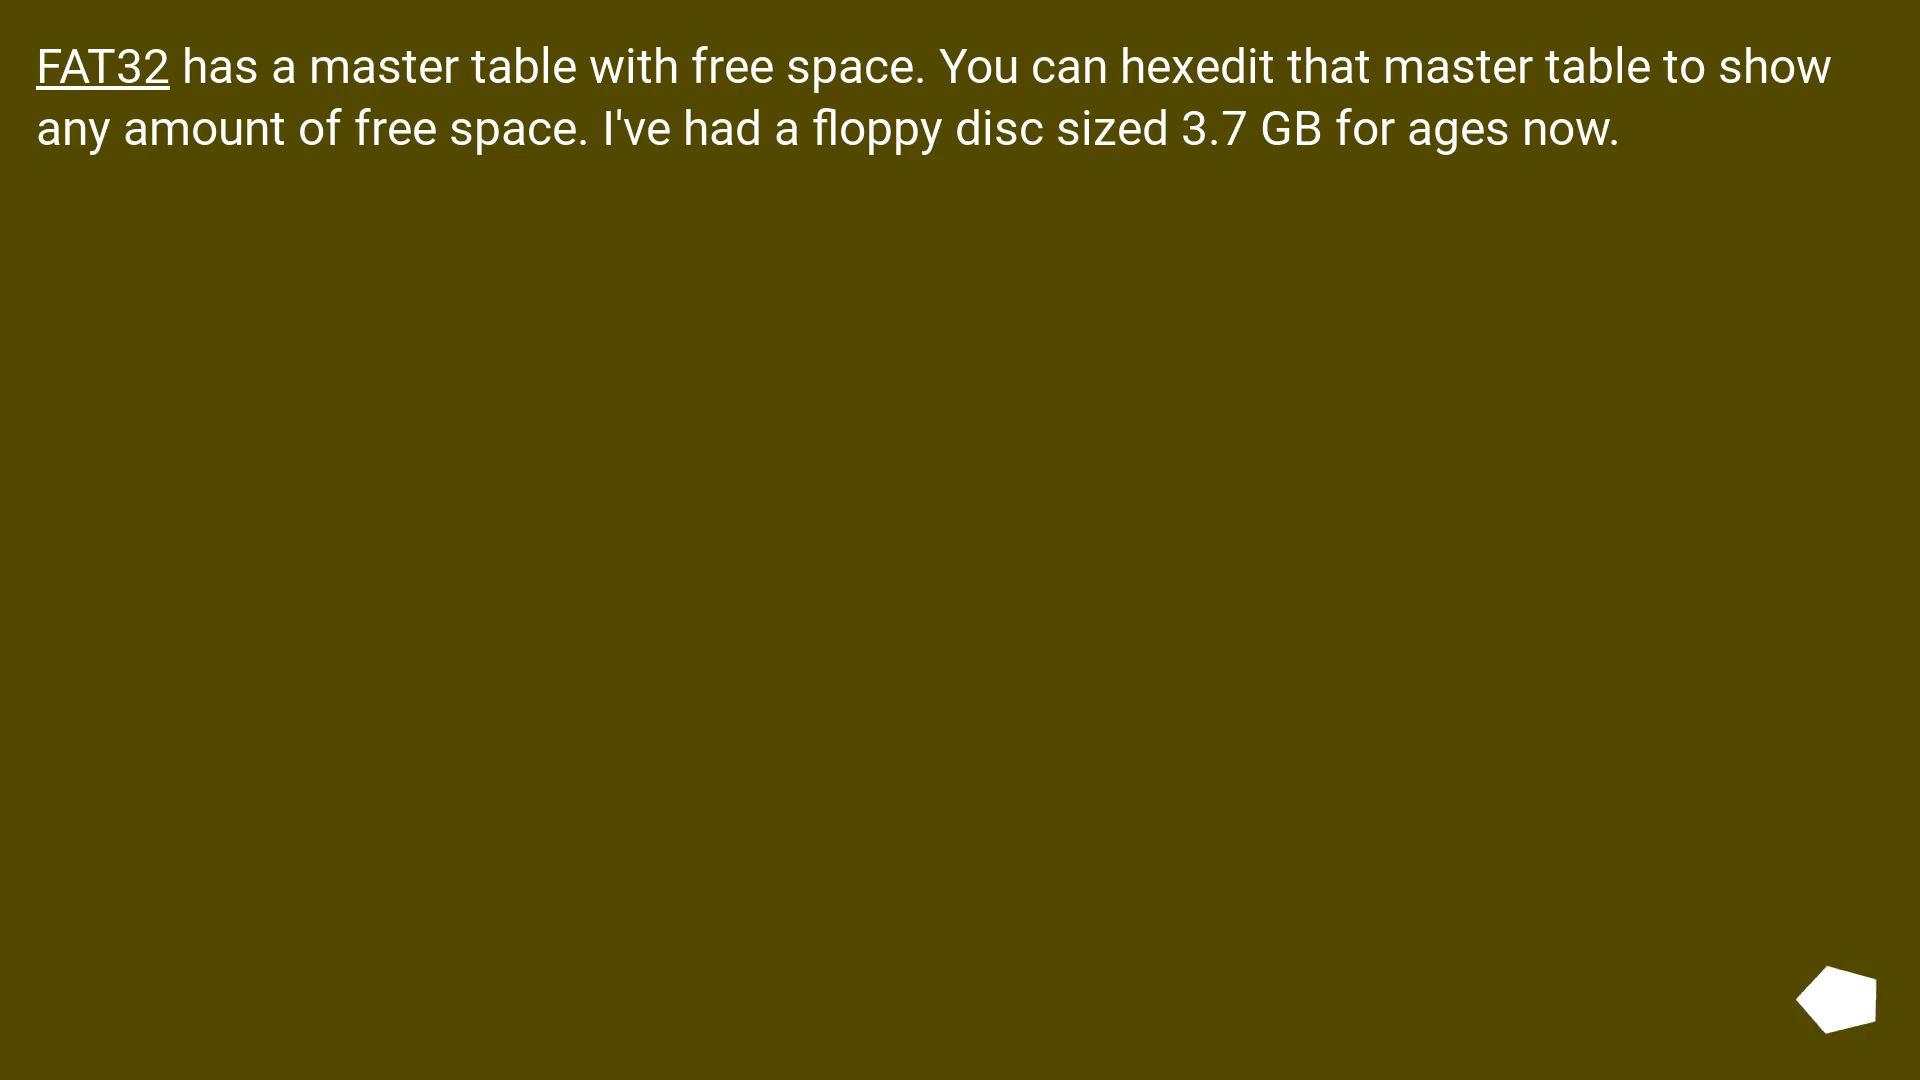 FAT32 has a master table with free space. You can hexedit that master table to show
any amount of free space. I've had a floppy disc sized 3.7 GB for ages now.